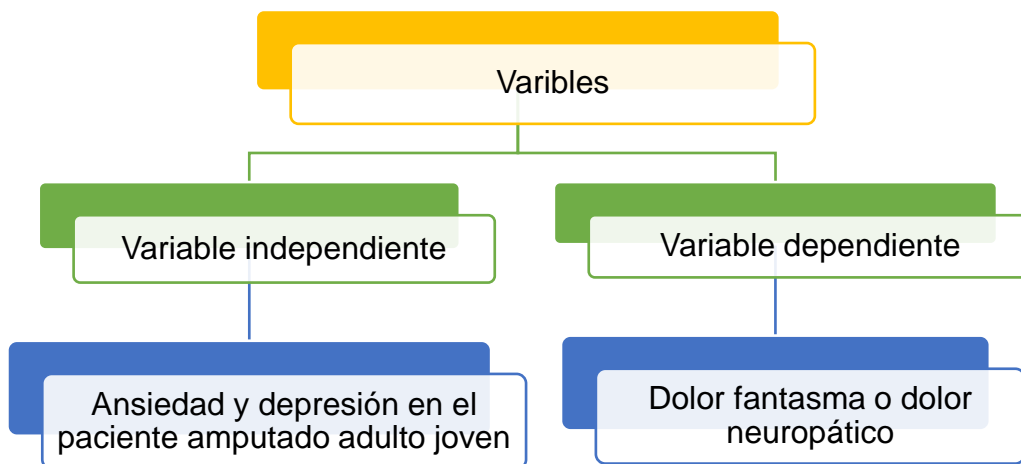 Varibles
Variable independiente
Variable dependiente
Ansiedad y depresión en el
paciente amputado adulto joven
Dolor fantasma o dolor
neuropático